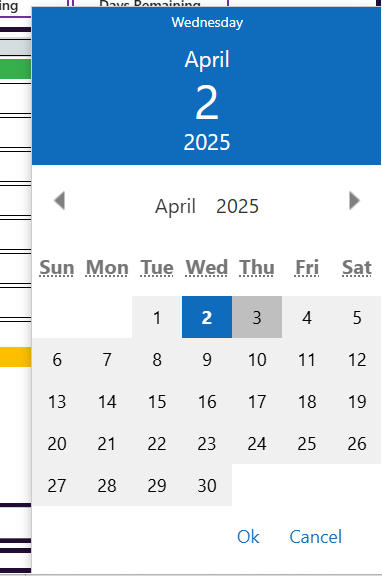 ing Days Remaining
Wednesday
April
2
2025
April 2025
Sun Mon Tue Wed Thu Fri Sat
1 2 3 4 5
6 7 8 9 10 11 12
13 14 15 16 17 18 19
20 21 22 23 24 25 26
27 28 29 30
Ok Cancel